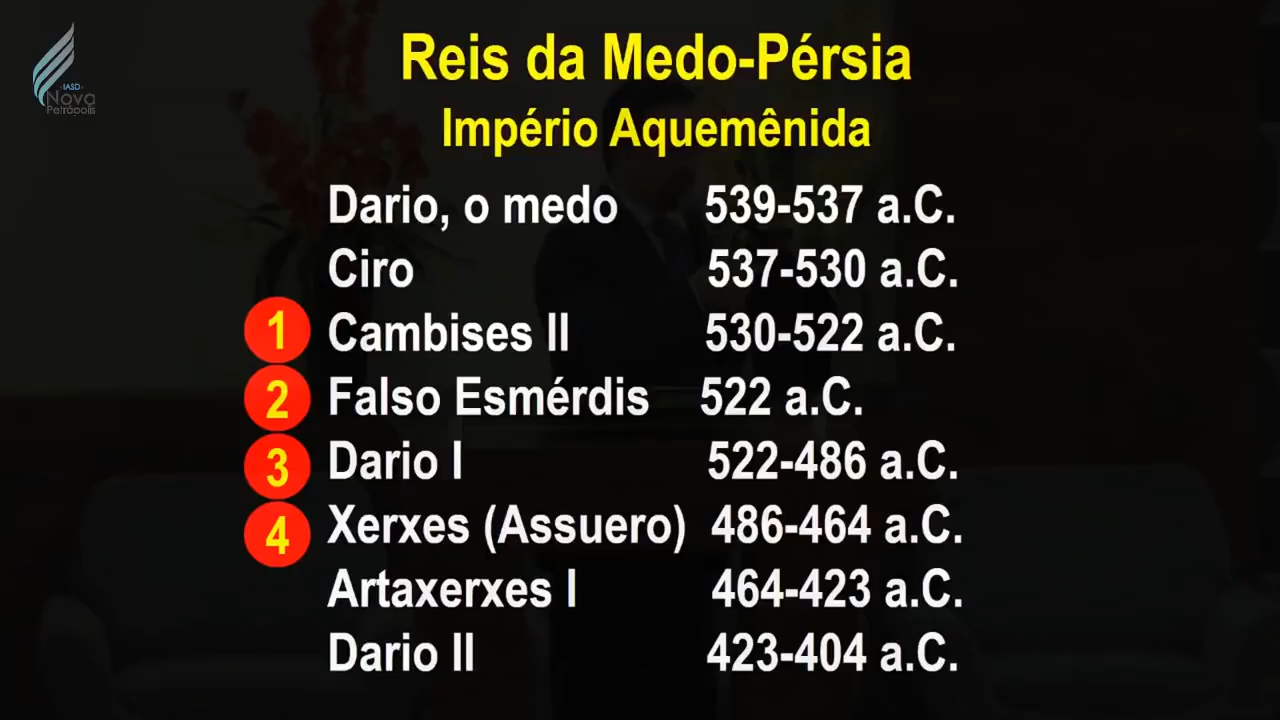 ·IASD·
Nova
Petrópolis
Reis da Medo-Pérsia
Império Aquemênida
Dario, o medo 539-537 a.C.
Ciro 537-530 a.C.
1 Cambises II 530-522 a.C.
2 Falso Esmérdis 522 a.C.
3 Dario I 522-486 a.C.
4 Xerxes (Assuero) 486-464 a.C.
Artaxerxes I 464-423 a.C.
Dario II 423-404 a.C.